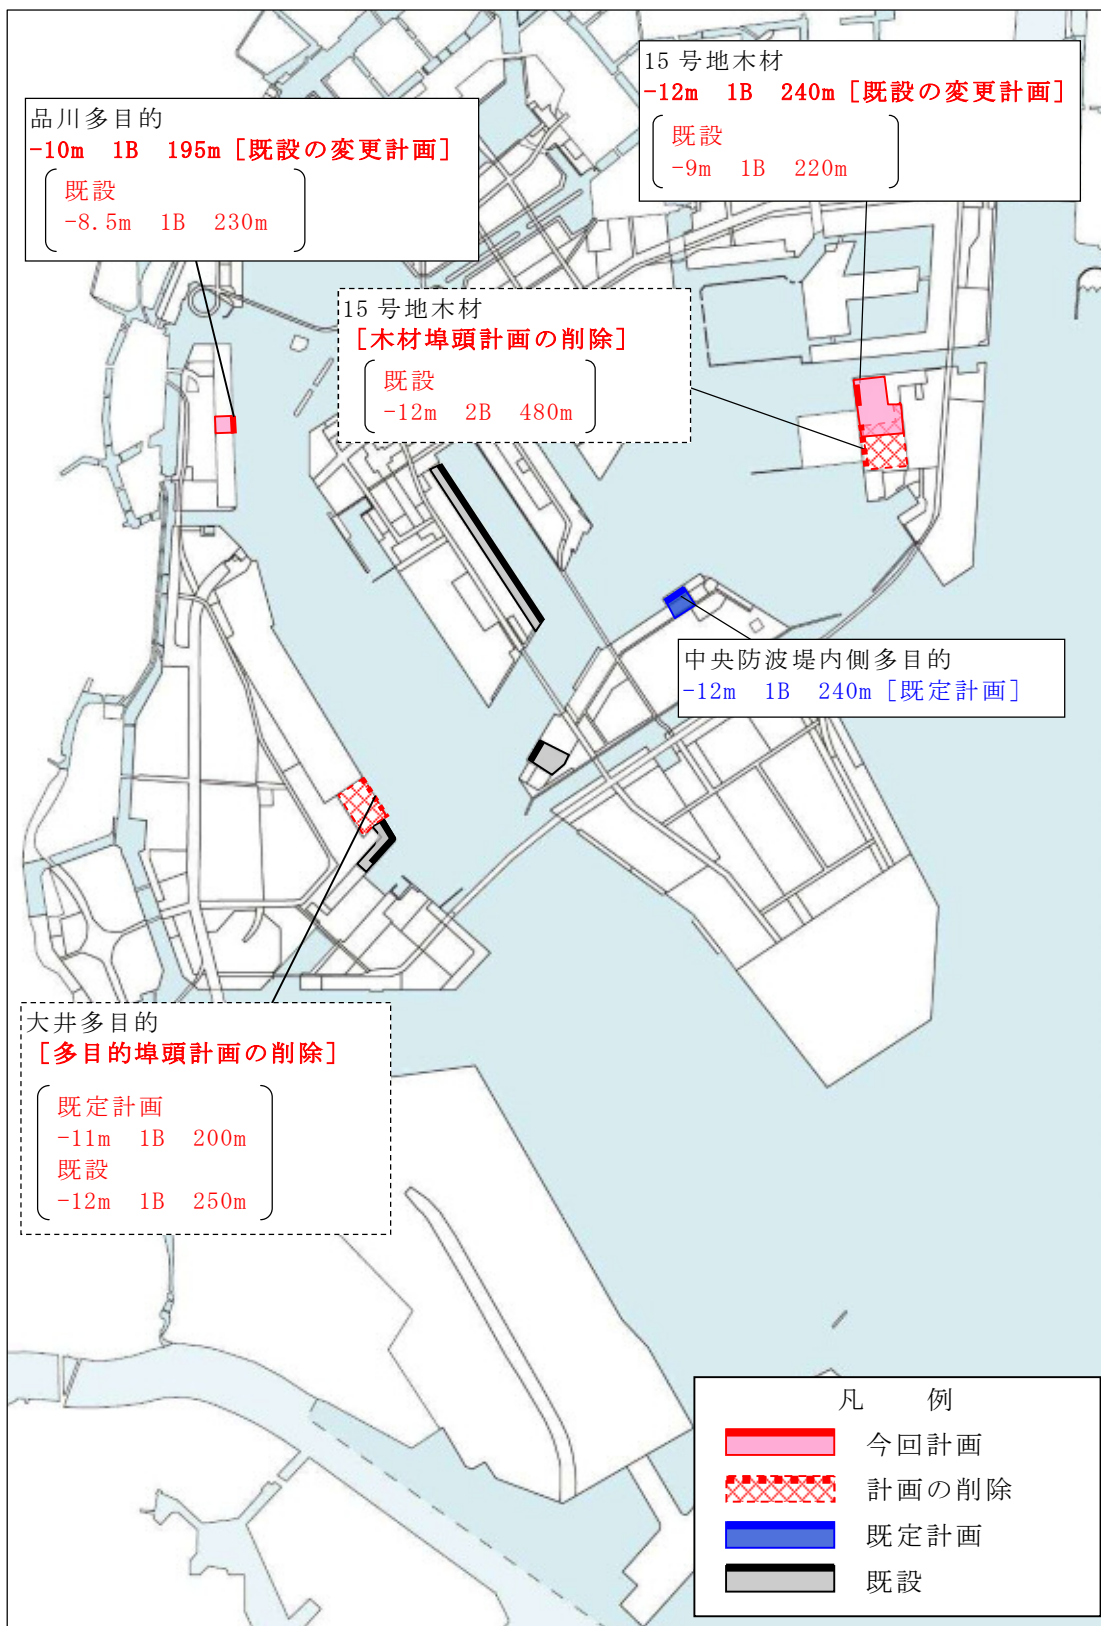 15号地木材
-12m 1B 240m［既設の変更計画］
既設
-9m 1B 220m
品川多目的
-10m 1B 195m［既設の変更計画］
既設
-8.5m 1B 230m
15号地木材
［木材埠頭計画の削除］
既設
-12m 2B 480m
中央防波堤内側多目的
-12m 1B 240m［既定計画］
大井多目的
［多目的埠頭計画の削除］
既定計画
-11m 1B 200m
既設
-12m 1B 250m
凡 例
今回計画
計画の削除
既定計画
既設